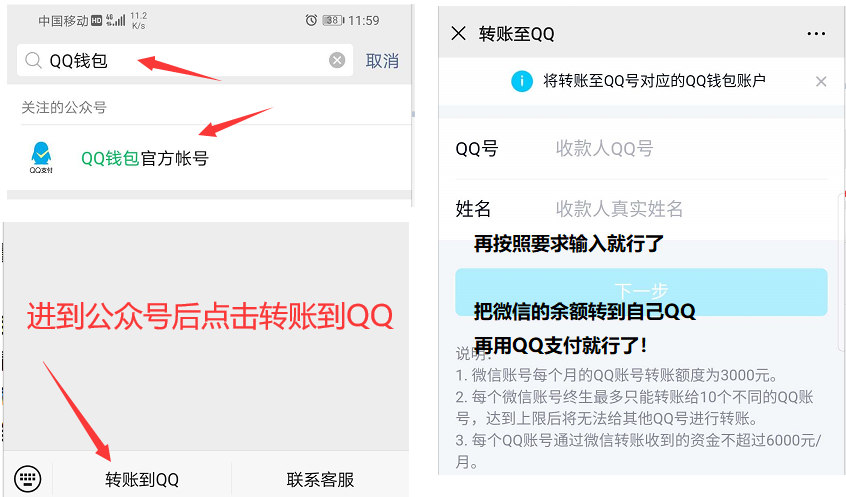 中国移动 HD 4G 11.2 K/s 38 11:59
QQ钱包 取消
关注的公众号
QQ支付
QQ钱包官方帐号
进到公众号后点击转账到QQ
转账到QQ 联系客服
转账至QQ
将转账至QQ号对应的QQ钱包账户
QQ号 收款人QQ号
姓名 收款人真实姓名
再按照要求输入就行了
下一步
把微信的余额转到自己QQ
再用QQ支付就行了!
说明:
1. 微信账号每个月的QQ账号转账额度为3000元。
2. 每个微信账号终生最多只能转账给10个不同的QQ账
号，达到上限后将无法给其他QQ号进行转账。
3. 每个QQ账号通过微信转账收到的资金不超过6000元/
月。